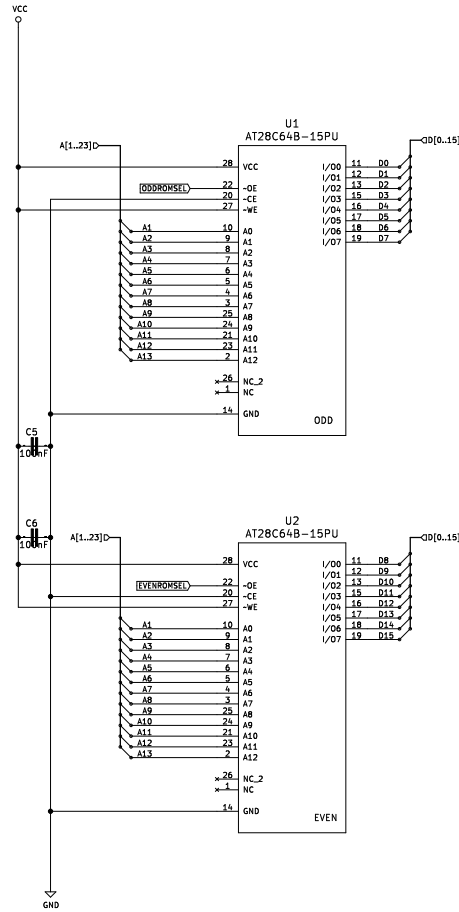 VCC
U1
AT28C64B-15PU
A[1..23]
D[0..15]
28 VCC I/O0 11 D0
I/O1 12 D1
ODDROMSEL 22 ~OE I/O2 13 D2
20 ~CE I/O3 15 D3
27 ~WE I/O4 16 D4
I/O5 17 D5
A1 10 A0 I/O6 18 D6
A2 9 A1 I/O7 19 D7
A3 8 A2
A4 7 A3
A5 6 A4
A6 5 A5
A7 4 A6
A8 3 A7
A9 25 A8
A10 24 A9
A11 21 A10
A12 23 A11
A13 2 A12
26 NC_2
1 NC
14 GND
ODD
C5
100nF
C6
100nF
U2
AT28C64B-15PU
A[1..23]
D[0..15]
28 VCC I/O0 11 D8
I/O1 12 D9
EVENROMSEL 22 ~OE I/O2 13 D10
20 ~CE I/O3 15 D11
27 ~WE I/O4 16 D12
I/O5 17 D13
A1 10 A0 I/O6 18 D14
A2 9 A1 I/O7 19 D15
A3 8 A2
A4 7 A3
A5 6 A4
A6 5 A5
A7 4 A6
A8 3 A7
A9 25 A8
A10 24 A9
A11 21 A10
A12 23 A11
A13 2 A12
26 NC_2
1 NC
14 GND
EVEN
GND